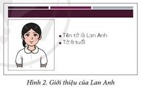 Tên tớ là Lan Anh
Tớ 8 tuổi
Hình 2. Giới thiệu của Lan Anh